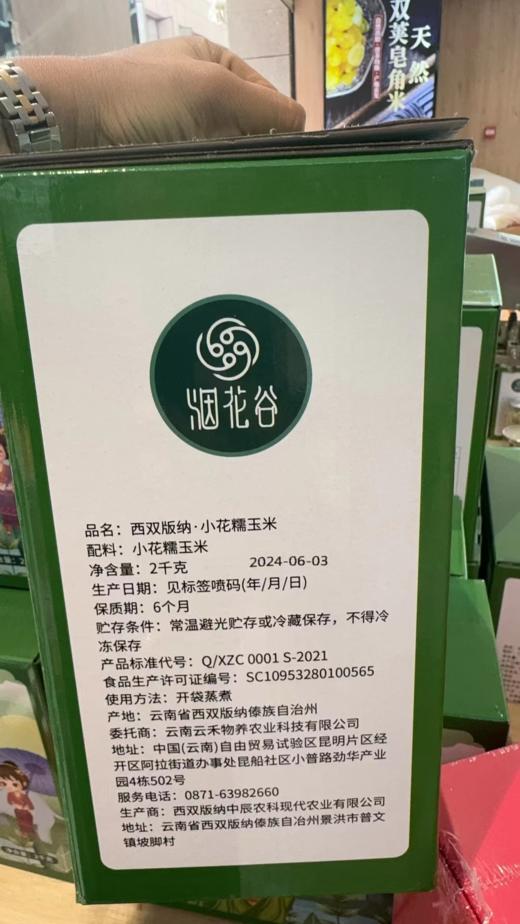 双荚皂角米
天然
烟花谷
品名：西双版纳·小花糯玉米
配料：小花糯玉米
净含量：2千克 2024-06-03
生产日期：见标签喷码(年/月/日)
保质期：6个月
贮存条件：常温避光贮存或冷藏保存，不得冷
冻保存
产品标准代号：Q/XZC 0001 S-2021
食品生产许可证编号：SC10953280100565
使用方法：开袋蒸煮
产地：云南省西双版纳傣族自治州
委托商：云南云禾物养农业科技有限公司
地址：中国(云南)自由贸易试验区昆明片区经
开区阿拉街道办事处昆船社区小普路劲华产业
园4栋502号
服务电话：0871-63982660
生产商：西双版纳中辰农科现代农业有限公司
地址：云南省西双版纳傣族自治州景洪市普文
镇坡脚村